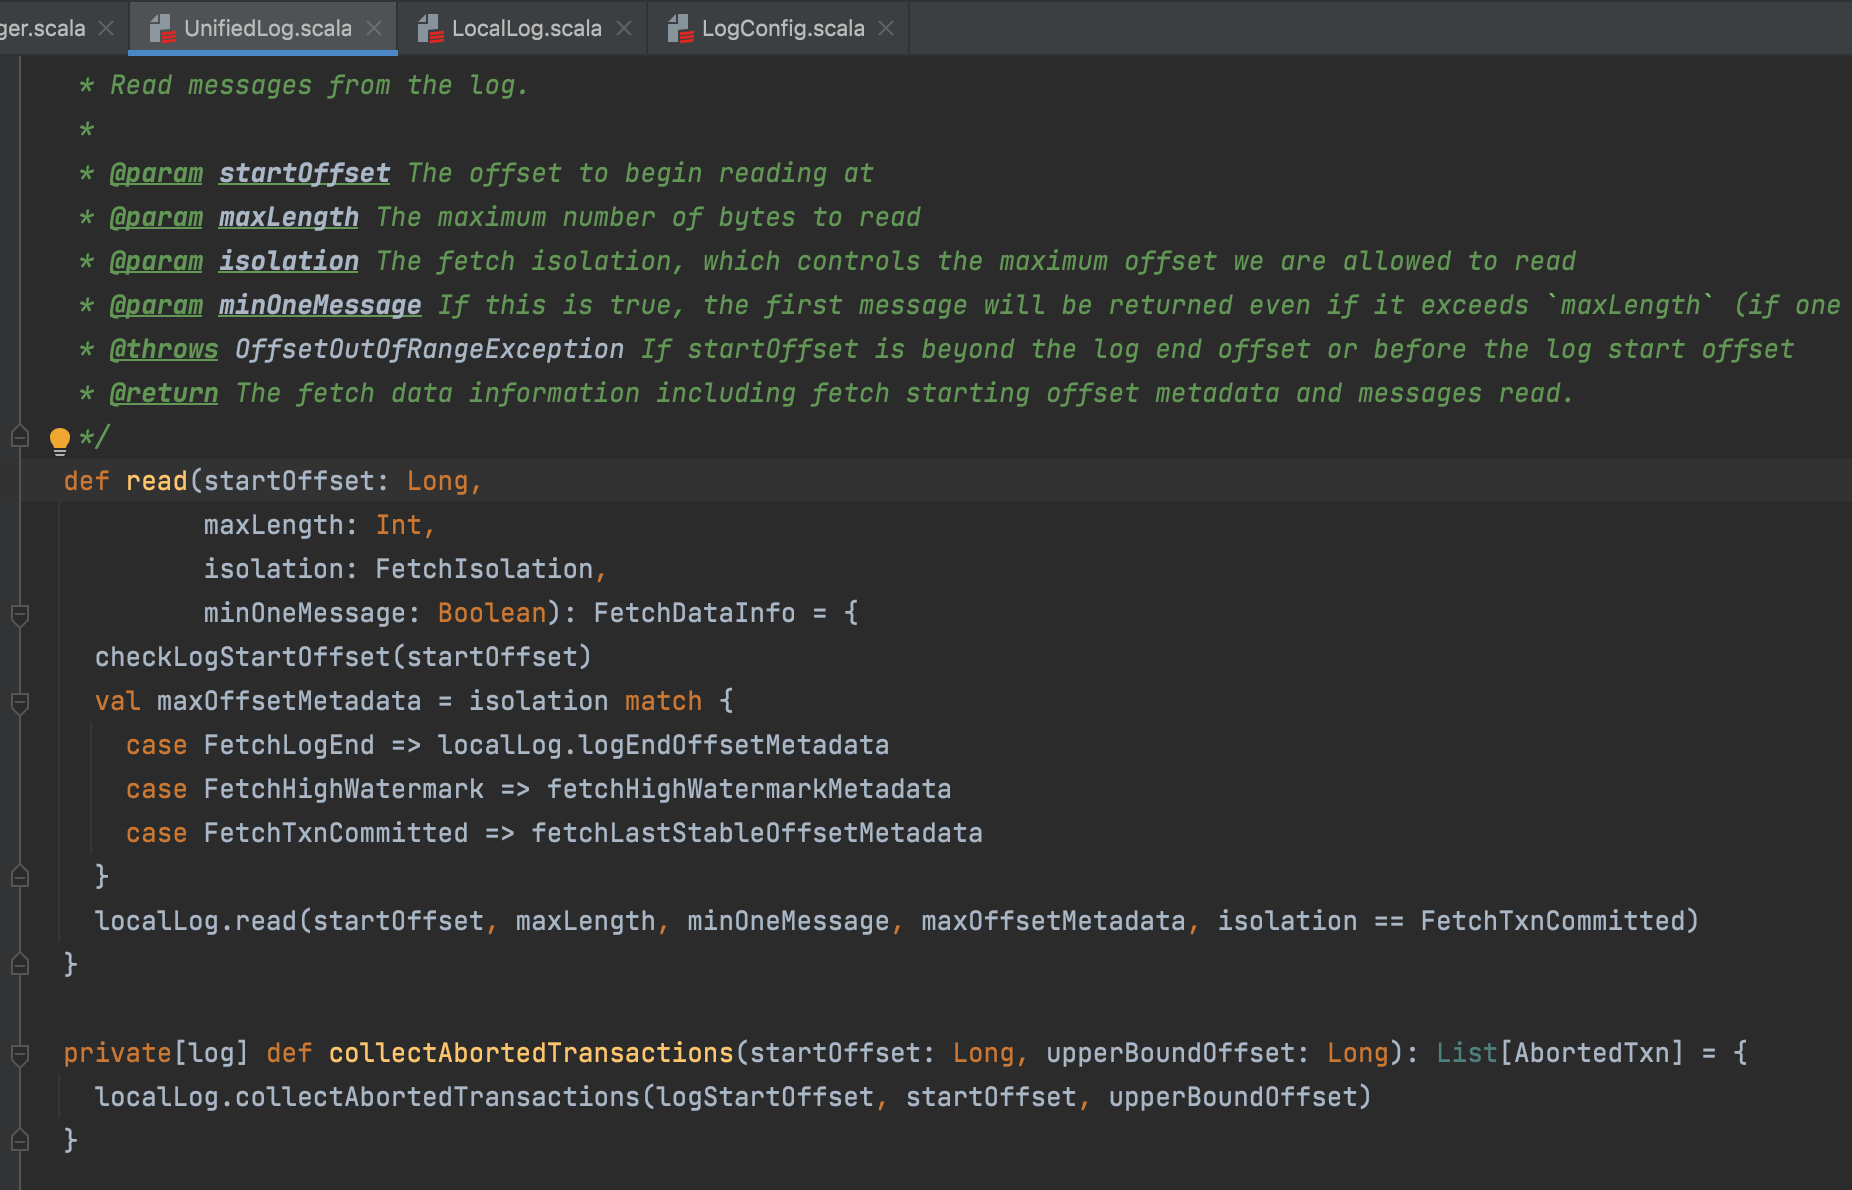 ger.scala UnifiedLog.scala LocalLog.scala LogConfig.scala
* Read messages from the log.
*
* @param startOffset The offset to begin reading at
* @param maxLength The maximum number of bytes to read
* @param isolation The fetch isolation, which controls the maximum offset we are allowed to read
* @param minOneMessage If this is true, the first message will be returned even if it exceeds `maxLength` (if one
* @throws OffsetOutOfRangeException If startOffset is beyond the log end offset or before the log start offset
* @return The fetch data information including fetch starting offset metadata and messages read.
*/
def read(startOffset: Long,
maxLength: Int,
isolation: FetchIsolation,
minOneMessage: Boolean): FetchDataInfo = {
checkLogStartOffset(startOffset)
val maxOffsetMetadata = isolation match {
case FetchLogEnd => localLog.logEndOffsetMetadata
case FetchHighWatermark => fetchHighWatermarkMetadata
case FetchTxnCommitted => fetchLastStableOffsetMetadata
}
localLog.read(startOffset, maxLength, minOneMessage, maxOffsetMetadata, isolation == FetchTxnCommitted)
}
private[log] def collectAbortedTransactions(startOffset: Long, upperBoundOffset: Long): List[AbortedTxn] = {
localLog.collectAbortedTransactions(logStartOffset, startOffset, upperBoundOffset)
}